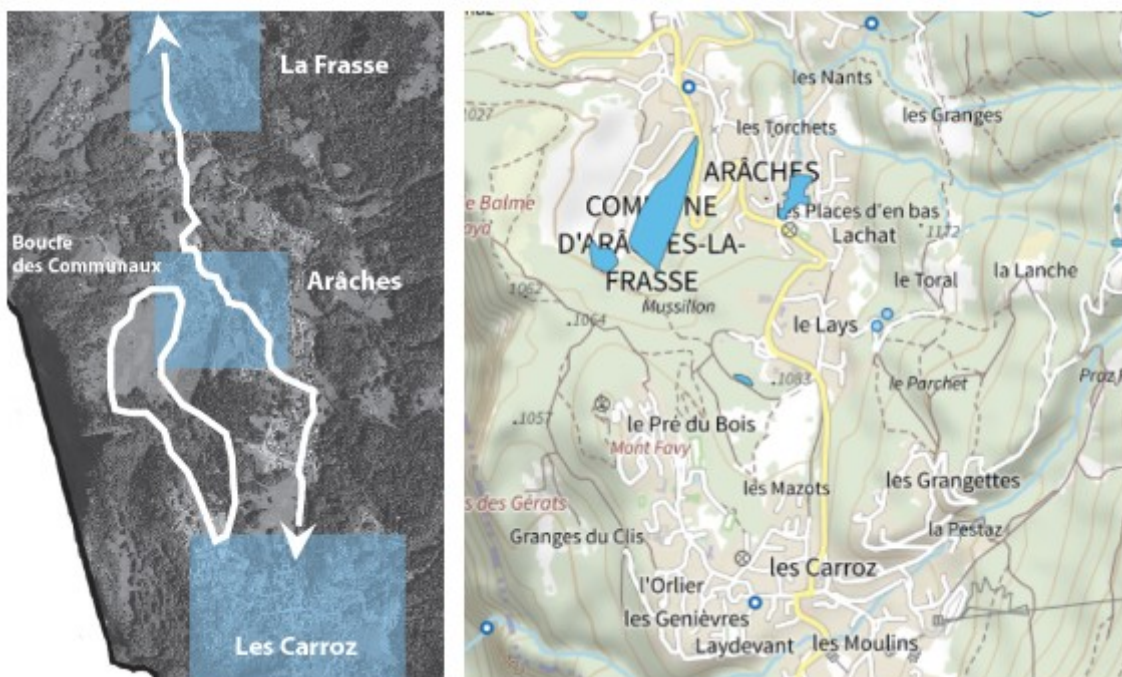 La Frasse
Boucle
des Communaux
Arâches
Les Carroz
les Nants
1027
les Granges
les Torchets
ARÂCHES
COMMUNE
les Places d'en bas
Lachat
1172
D'ARÂCHES-LA-
FRASSE
le Toral
la Lanche
Mussillon
1062
1064
le Lays
1083
le Parchet
1057
le Pré du Bois
Mont Favy
les Grangettes
les Mazots
s des Gérats
Granges du Clis
la Pestaz
les Carroz
l'Orlier
les Genièvres
Laydevant
les Moulins